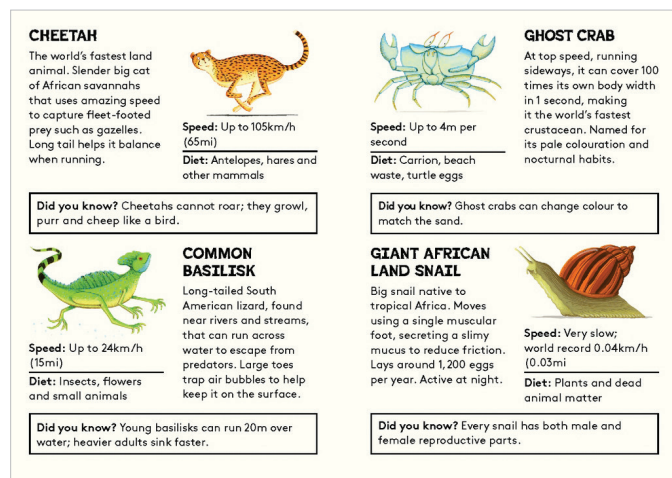 CHEETAH
The world's fastest land
animal. Slender big cat
of African savannahs
that uses amazing speed
to capture fleet-footed
prey such as gazelles.
Long tail helps it balance
when running.
Speed: Up to 105km/h
(65mi)
Diet: Antelopes, hares and
other mammals
Did you know? Cheetahs cannot roar; they growl,
purr and cheep like a bird.
GHOST CRAB
At top speed, running
sideways, it can cover 100
times its own body width
in 1 second, making
it the world's fastest
crustacean. Named for
its pale colouration and
nocturnal habits.
Speed: Up to 4m per
second
Diet: Carrion, beach
waste, turtle eggs
Did you know? Ghost crabs can change colour to
match the sand.
COMMON
BASILISK
Long-tailed South
American lizard, found
near rivers and streams,
that can run across
water to escape from
predators. Large toes
trap air bubbles to help
keep it on the surface.
Speed: Up to 24km/h
(15mi)
Diet: Insects, flowers
and small animals
Did you know? Young basilisks can run 20m over
water; heavier adults sink faster.
GIANT AFRICAN
LAND SNAIL
Big snail native to
tropical Africa. Moves
using a single muscular
foot, secreting a slimy
mucus to reduce friction.
Lays around 1,200 eggs
per year. Active at night.
Speed: Very slow;
world record 0.04km/h
(0.03mi
Diet: Plants and dead
animal matter
Did you know? Every snail has both male and
female reproductive parts.